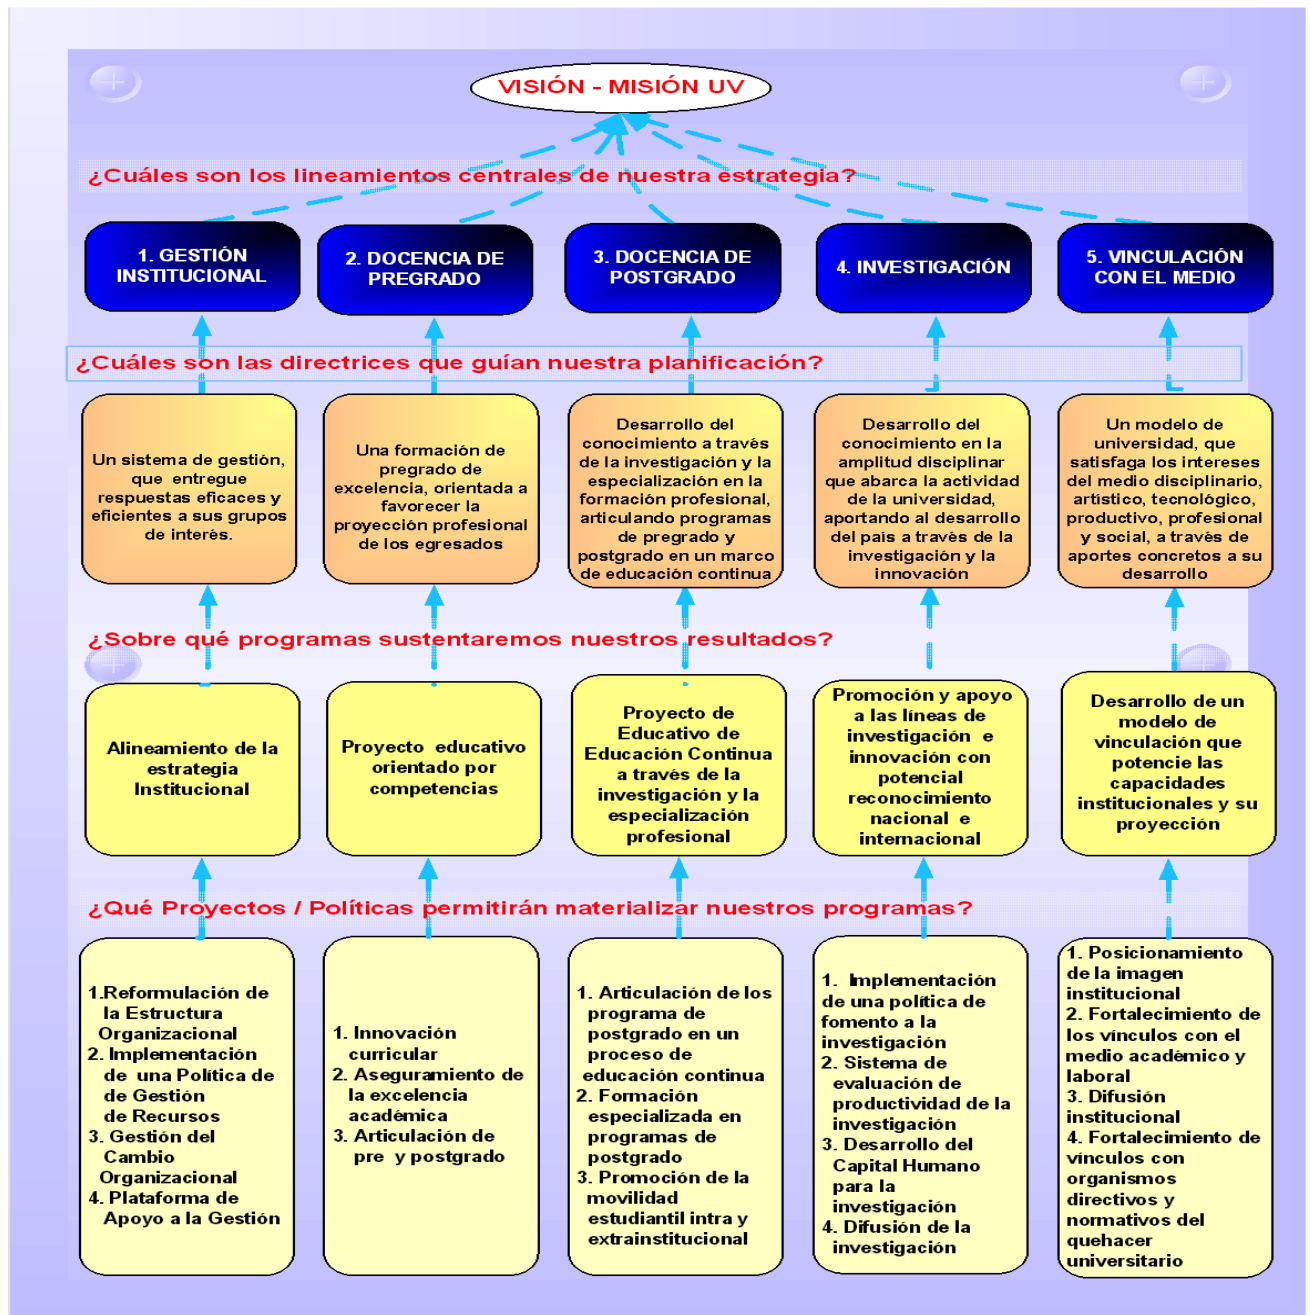 VISIÓN - MISIÓN UV
¿Cuáles son los lineamientos centrales de nuestra estrategia?
1. GESTIÓN
INSTITUCIONAL
2. DOCENCIA DE
PREGRADO
3. DOCENCIA DE
POSTGRADO
4. INVESTIGACIÓN
5. VINCULACIÓN
CON EL MEDIO
¿Cuáles son las directrices que guían nuestra planificación?
Un sistema de gestión,
que entregue
respuestas eficaces y
eficientes a sus grupos
de interés.
Una formación de
pregrado de
excelencia, orientada a
favorecer la
proyección profesional
de los egresados
Desarrollo del
conocimiento a través
de la investigación y la
especialización en la
formación profesional,
articulando programas
de pregrado y
postgrado en un marco
de educación continua
Desarrollo del
conocimiento en la
amplitud disciplinar
que abarca la actividad
de la universidad,
aportando al desarrollo
del país a través de la
investigación y la
innovación
Un modelo de
universidad, que
satisfaga los intereses
del medio disciplinario,
artístico, tecnológico,
productivo, profesional
y social, a través de
aportes concretos a su
desarrollo
¿Sobre qué programas sustentaremos nuestros resultados?
Alineamiento de la
estrategia
Institucional
Proyecto educativo
orientado por
competencias
Proyecto de
Educativo de
Educación Continua
a través de la
investigación y la
especialización
profesional
Promoción y apoyo
a las líneas de
investigación e
innovación con
potencial
reconocimiento
nacional e
internacional
Desarrollo de un
modelo de
vinculación que
potencie las
capacidades
institucionales y su
proyección
¿Qué Proyectos / Políticas permitirán materializar nuestros programas?
1.Reformulación de
la Estructura
Organizacional
2. Implementación
de una Política de
de Gestión
de Recursos
3. Gestión del
Cambio
Organizacional
4. Plataforma de
Apoyo a la Gestión
1. Innovación
curricular
2. Aseguramiento de
la excelencia
académica
3. Articulación de
pre y postgrado
1. Articulación de los
programa de
postgrado en un
proceso de
educación continua
2. Formación
especializada en
programas de
postgrado
3. Promoción de la
movilidad
estudiantil intra y
extrainstitucional
1. Implementación
de una política de
fomento a la
investigación
2. Sistema de
evaluación de
productividad de la
investigación
3. Desarrollo del
Capital Humano
para la
investigación
4. Difusión de la
investigación
1. Posicionamiento
de la imagen
institucional
2. Fortalecimiento de
los vínculos con el
medio académico y
laboral
3. Difusión
institucional
4. Fortalecimiento de
vínculos con
organismos
directivos y
normativos del
quehacer
universitario